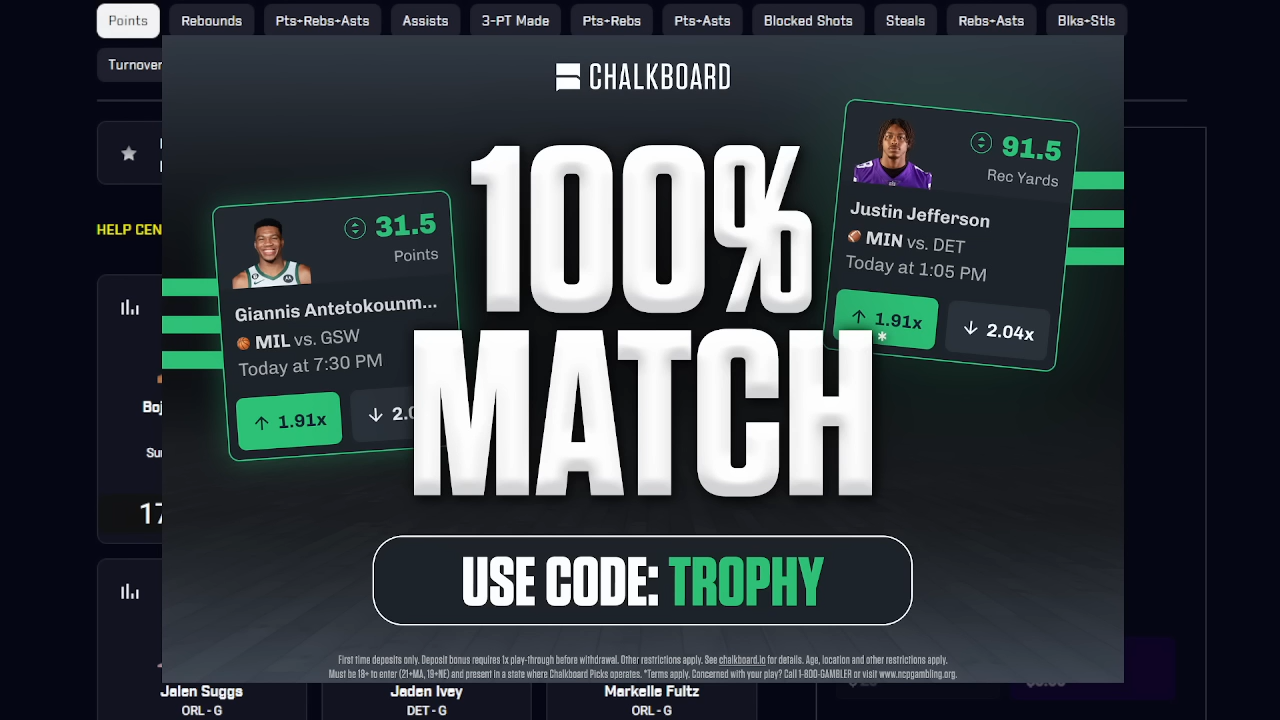 Points Rebounds Pts+Rebs+Asts Assists 3-PT Made Pts+Rebs Pts+Asts Blocked Shots Steals Rebs+Asts Blks+Stls
CHALKBOARD
HELP CEN
31.5
Points
Giannis Antetokounm...
MIL vs. GSW
Today at 7:30 PM
1.91x
100%
MATCH
*
91.5
Rec Yards
Justin Jefferson
MIN vs. DET
Today at 1:05 PM
1.91x 2.04x
USE CODE: TROPHY
First time deposits only. Deposit bonus requires 1x play-through before withdrawal. Other restrictions apply. See chalkboard.io for details. Age, location and other restrictions apply.
Must be 18+ to enter (21+MA, 19+NE) and present in a state where Chalkboard Picks operates. *Terms apply. Concerned with your play? Call 1-800-GAMBLER or visit www.ncpgambling.org.
Jalen Suggs Jaden Ivey Markelle Fultz
ORL - G DET - G ORL - G